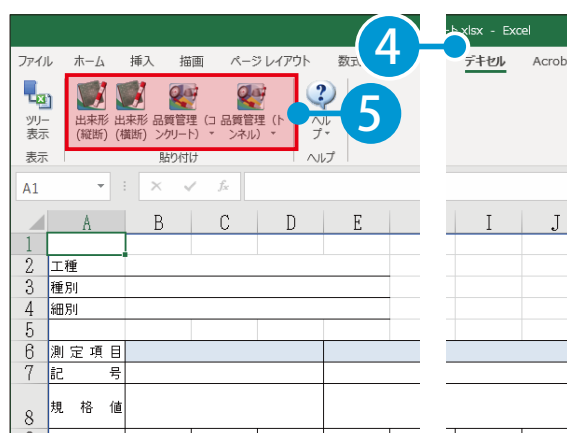 b.xlsx - Excel
4
ファイル ホーム 挿入 描画 ページ レイアウト 数式 デキセル Acrob
5
ツリー表示
出来形(縦断)
出来形(横断)
品質管理 (コンクリート)
品質管理 (トンネル)
ヘルプ
表示 貼り付け ヘルプ
A1 fx
A B C D E I J
1
2 工種
3 種別
4 細別
5
6 測定項目
7 記号
8 規格値